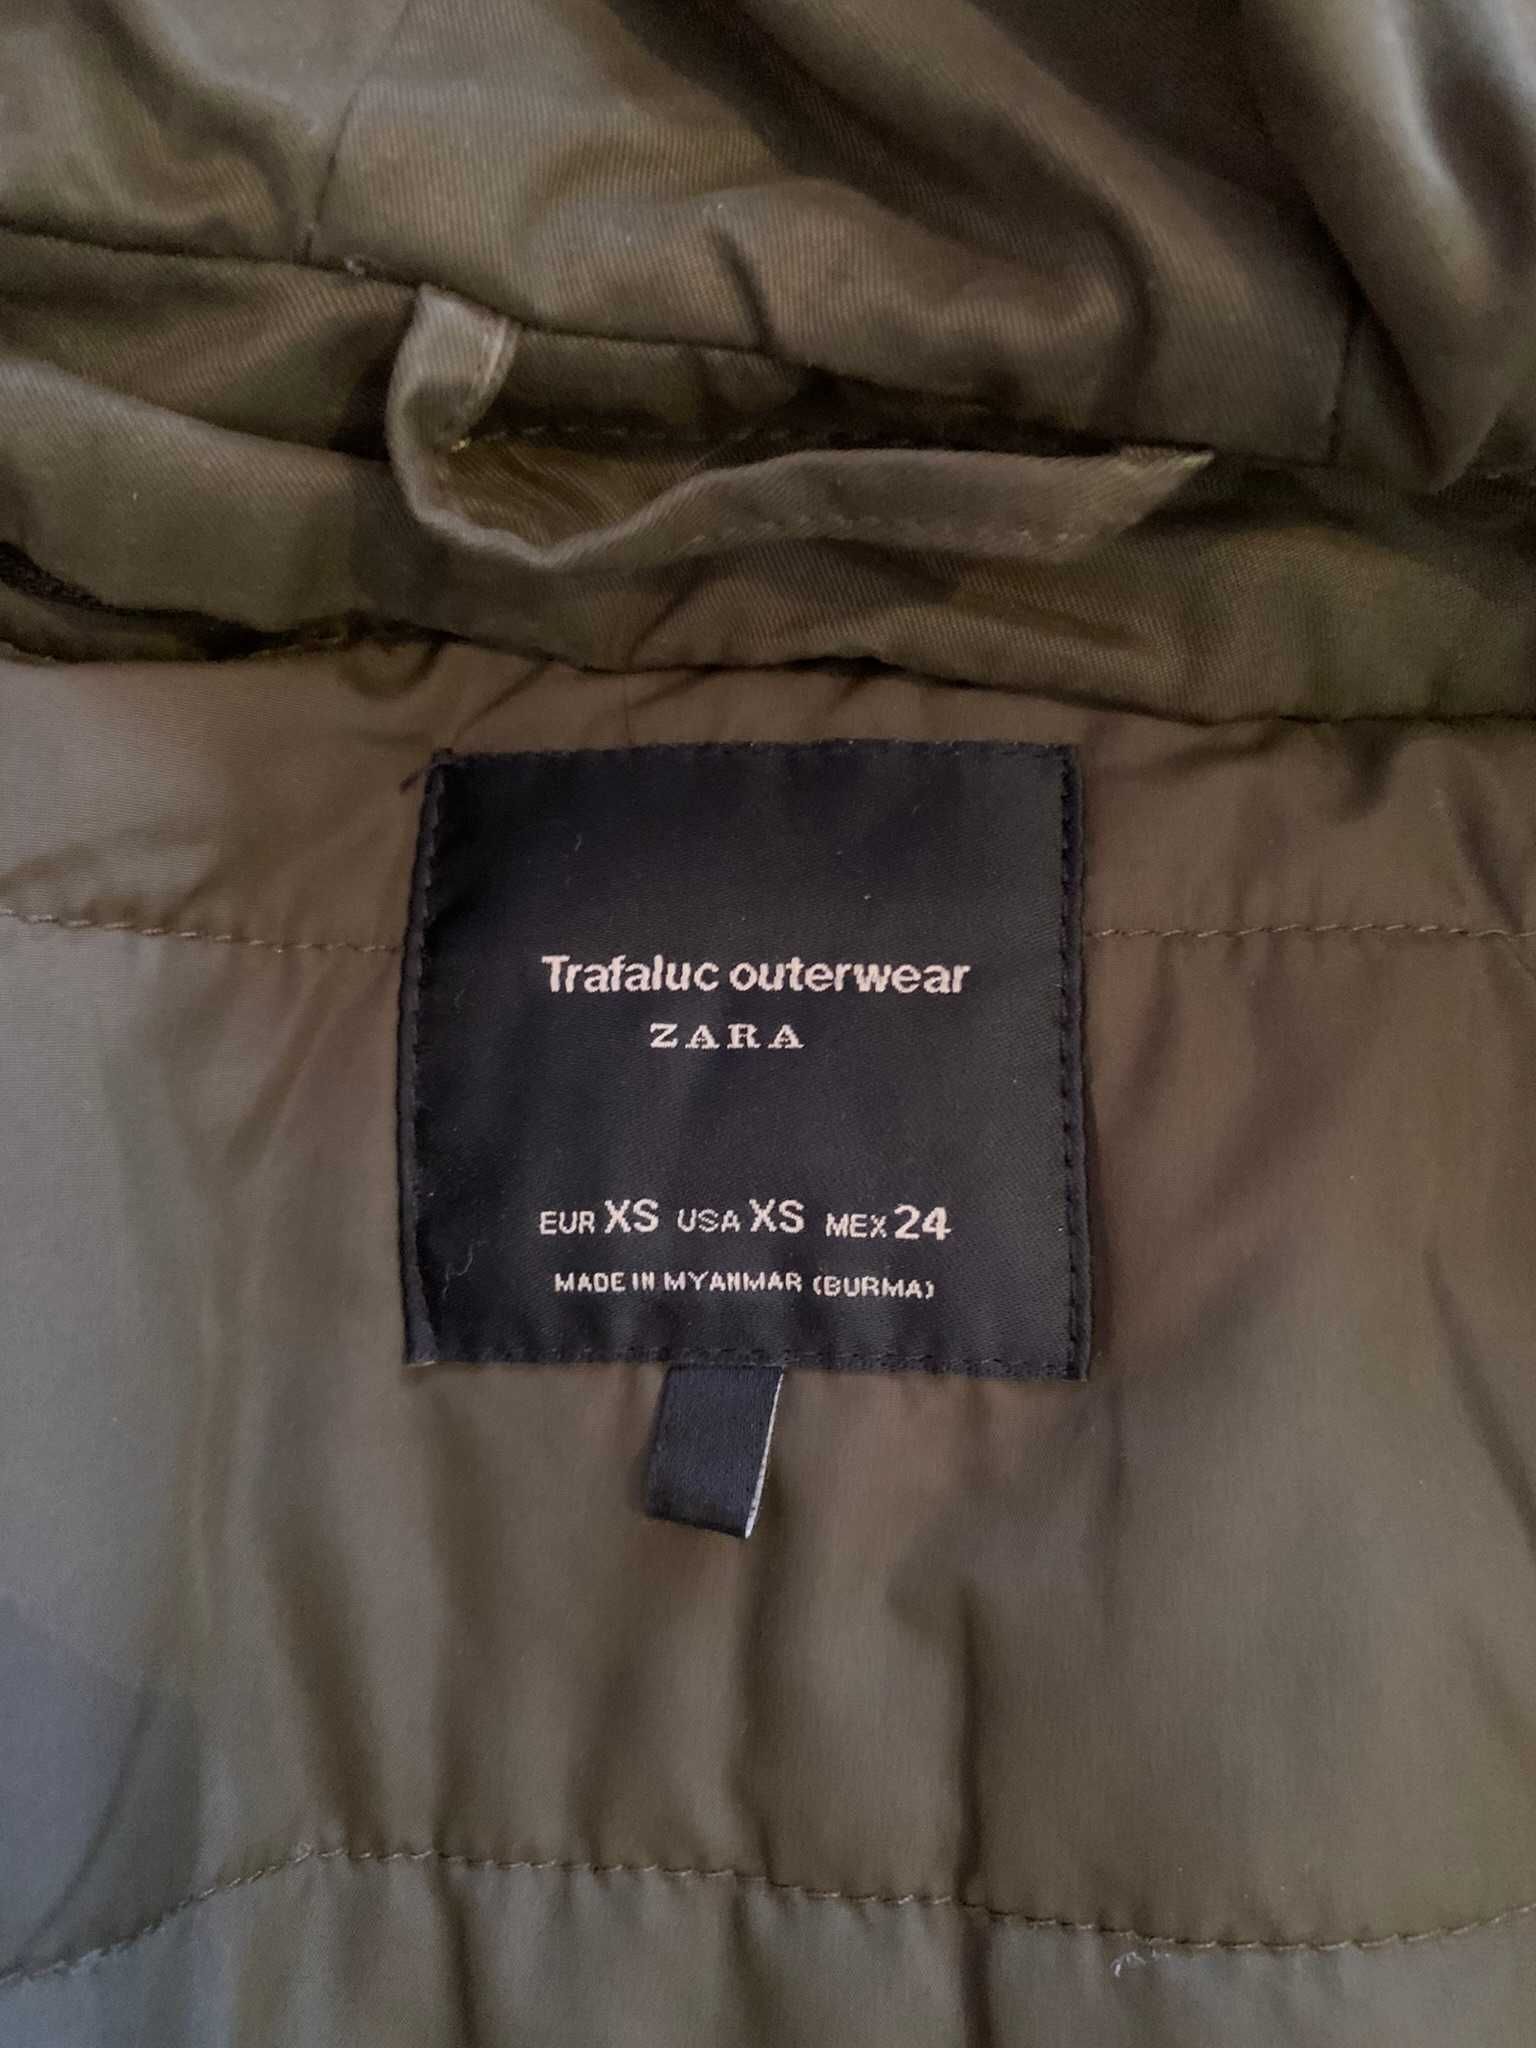 Trafaluc outerwear
ZARA
EUR XS USA XS MEX 24
MADE IN MYANMAR (BURMA)